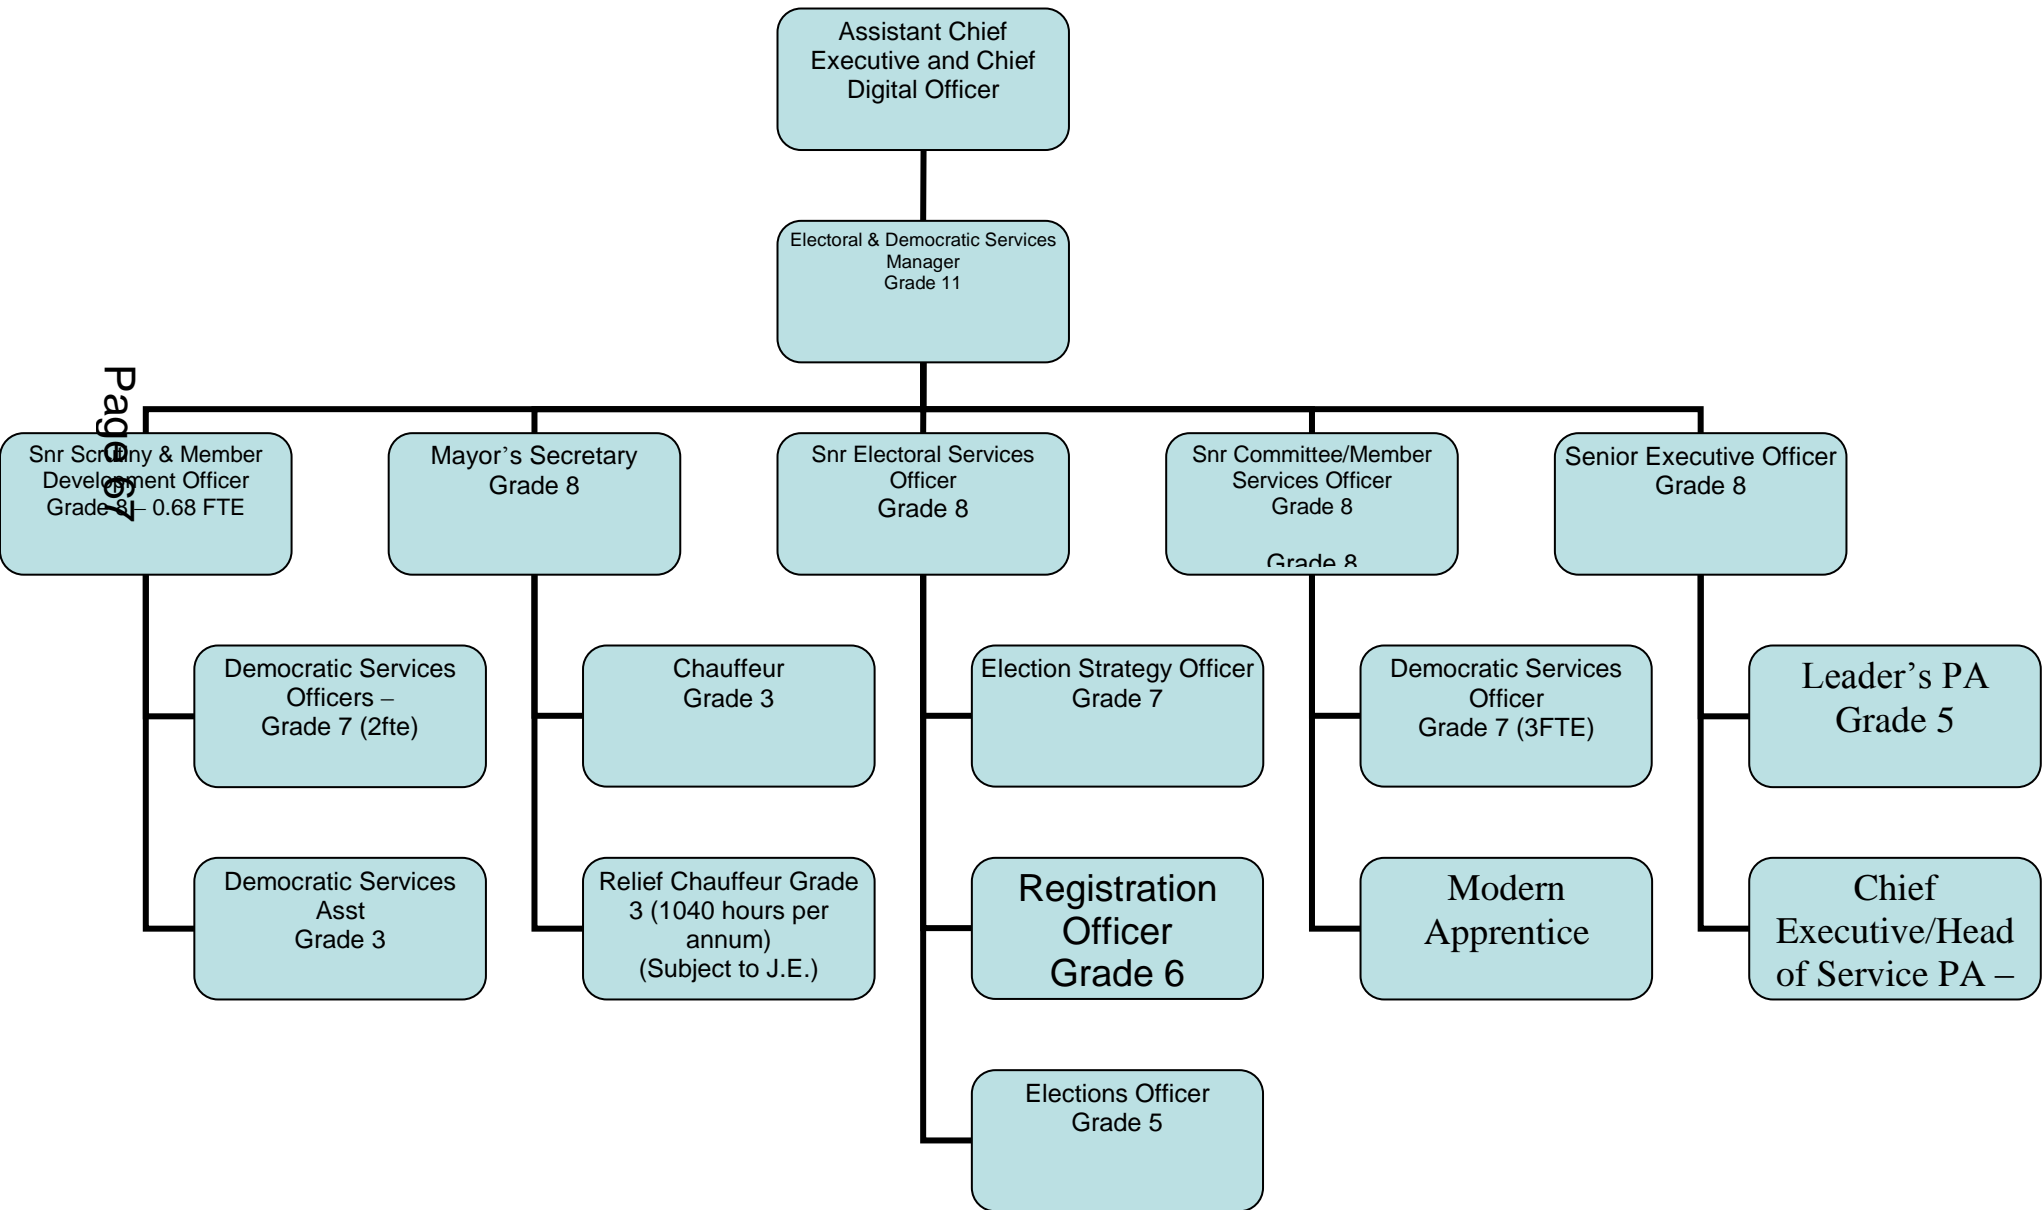 Assistant Chief
Executive and Chief
Digital Officer
Electoral & Democratic Services
Manager
Grade 11
Page 67
Snr Scrutiny & Member
Development Officer
Grade 8 – 0.68 FTE
Mayor’s Secretary
Grade 8
Snr Electoral Services
Officer
Grade 8
Snr Committee/Member
Services Officer
Grade 8
Grade 8
Senior Executive Officer
Grade 8
Democratic Services
Officers –
Grade 7 (2fte)
Chauffeur
Grade 3
Election Strategy Officer
Grade 7
Democratic Services
Officer
Grade 7 (3FTE)
Leader’s PA
Grade 5
Democratic Services
Asst
Grade 3
Relief Chauffeur Grade
3 (1040 hours per
annum)
(Subject to J.E.)
Registration
Officer
Grade 6
Modern
Apprentice
Chief
Executive/Head
of Service PA –
Elections Officer
Grade 5